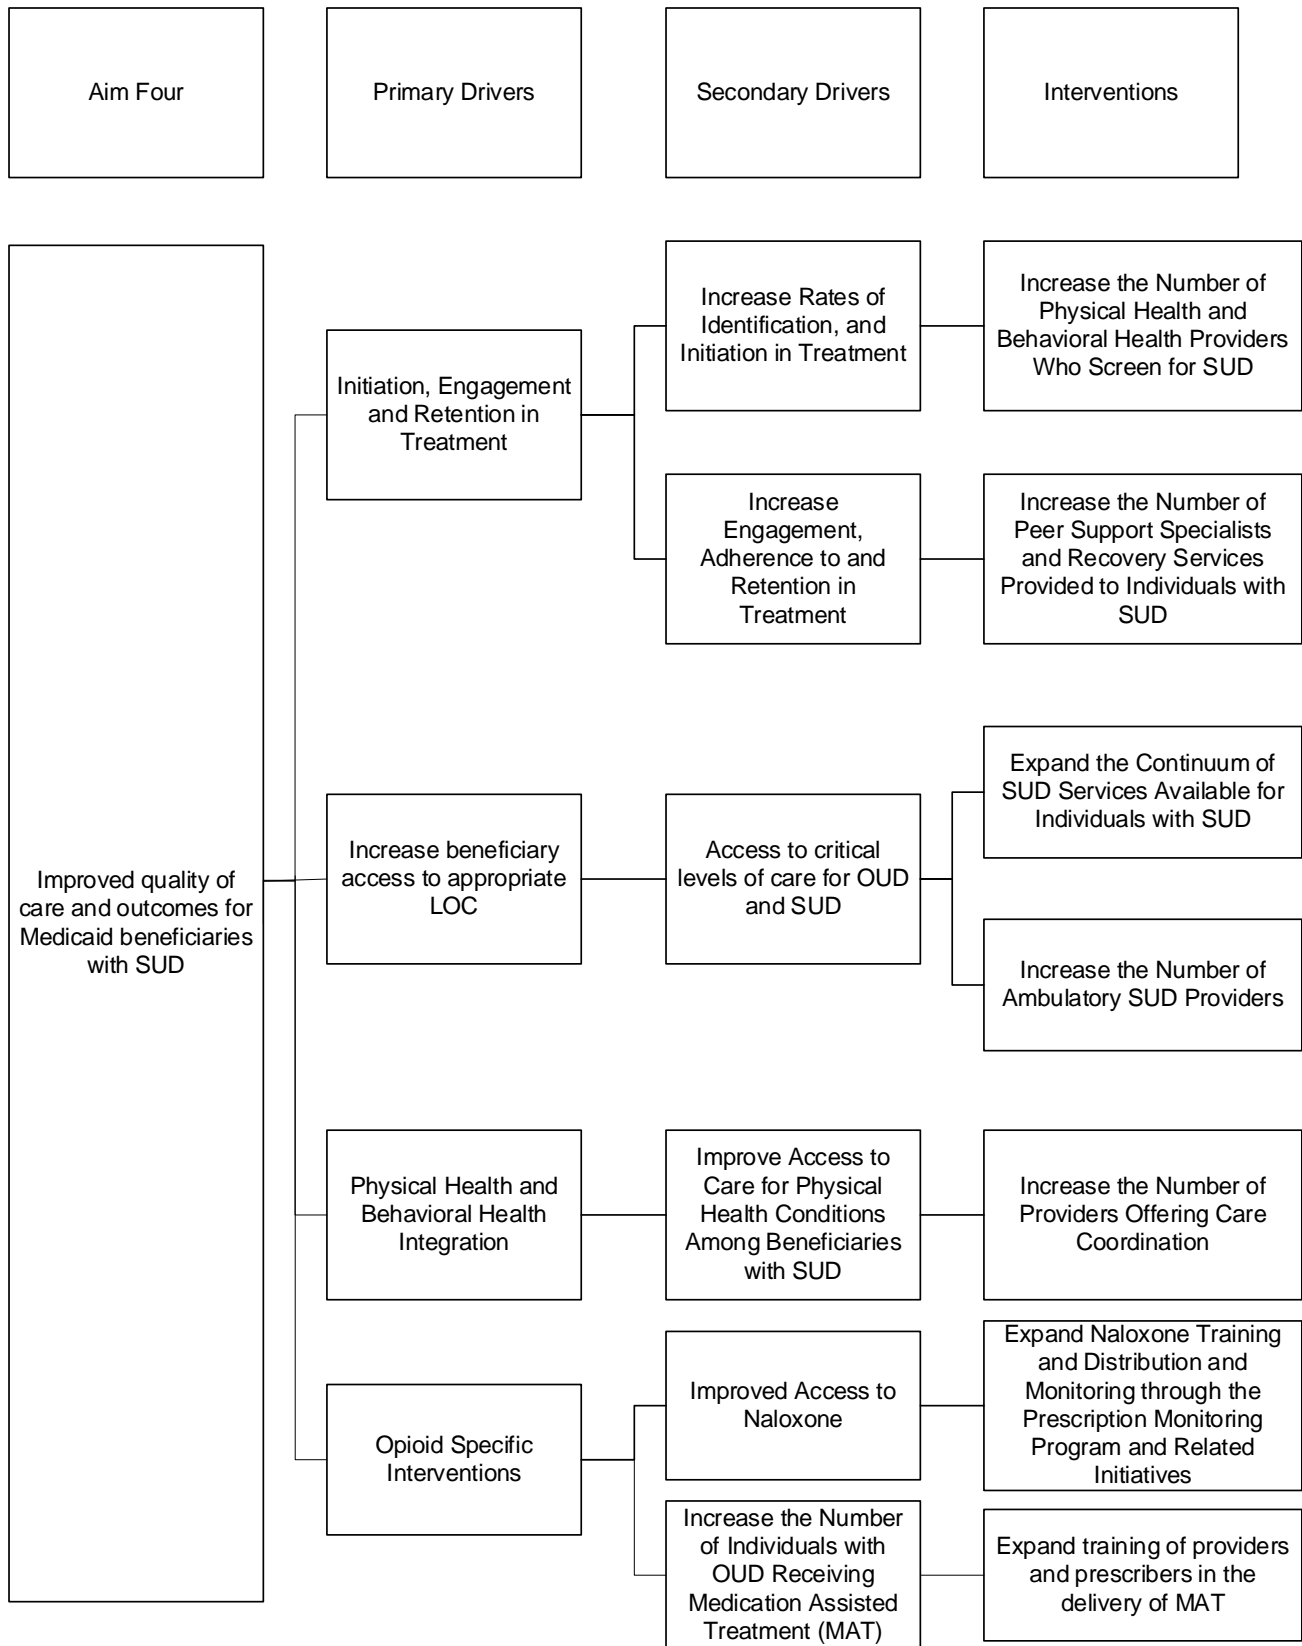 Aim Four
Primary Drivers
Secondary Drivers
Interventions
Improved quality of
care and outcomes for
Medicaid beneficiaries
with SUD
Initiation, Engagement
and Retention in
Treatment
Increase Rates of
Identification, and
Initiation in Treatment
Increase the Number of
Physical Health and
Behavioral Health Providers
Who Screen for SUD
Increase
Engagement,
Adherence to and
Retention in
Treatment
Increase the Number of
Peer Support Specialists
and Recovery Services
Provided to Individuals with
SUD
Increase beneficiary
access to appropriate
LOC
Access to critical
levels of care for OUD
and SUD
Expand the Continuum of
SUD Services Available for
Individuals with SUD
Increase the Number of
Ambulatory SUD Providers
Physical Health and
Behavioral Health
Integration
Improve Access to
Care for Physical
Health Conditions
Among Beneficiaries
with SUD
Increase the Number of
Providers Offering Care
Coordination
Opioid Specific
Interventions
Improved Access to
Naloxone
Expand Naloxone Training
and Distribution and
Monitoring through the
Prescription Monitoring
Program and Related
Initiatives
Increase the Number
of Individuals with
OUD Receiving
Medication Assisted
Treatment (MAT)
Expand training of providers
and prescribers in the
delivery of MAT